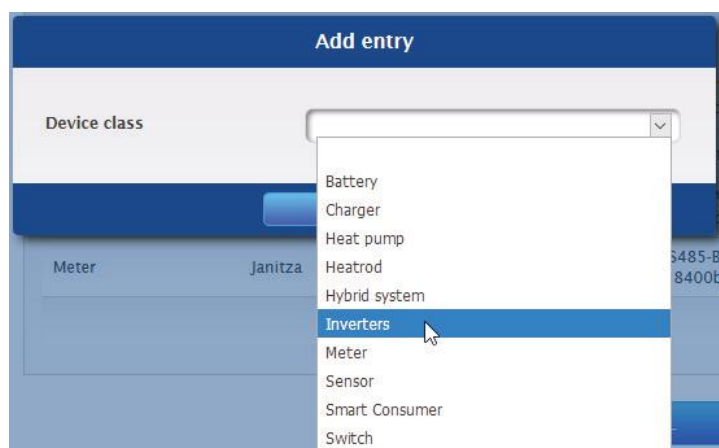 Add entry
Device class
Battery
Charger
Heat pump
Heatrod
Hybrid system
Inverters
Meter
Sensor
Smart Consumer
Switch
Meter Janitza
8400